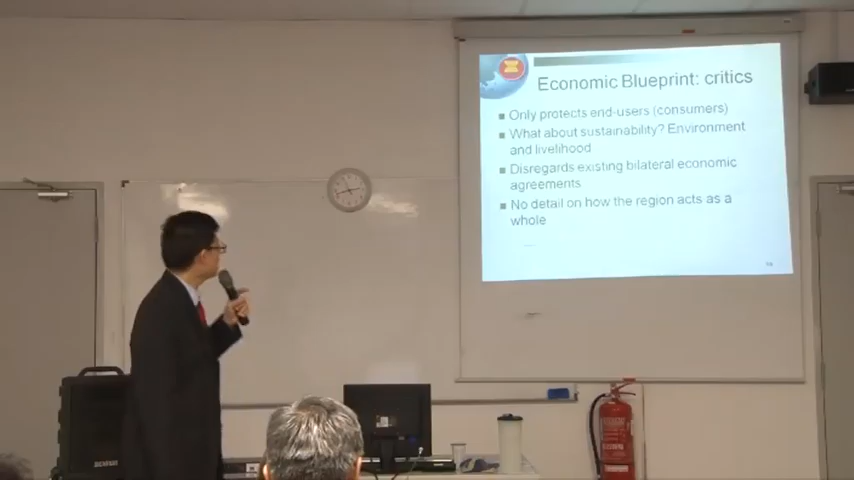 Economic Blueprint: critics
Only protects end-users (consumers)
What about sustainability? Environment
and livelihood
Disregards existing bilateral economic
agreements
No detail on how the region acts as a
whole